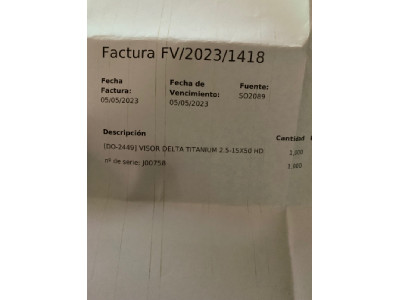 Factura FV/2023/1418
Fecha Factura: Fecha de Vencimiento: Fuente:
05/05/2023 05/05/2023 SO2089
Descripción Cantidad
[DO-2449] VISOR DELTA TITANIUM 2.5-15X50 HD 1,000
nº de serie: J00758 1,000